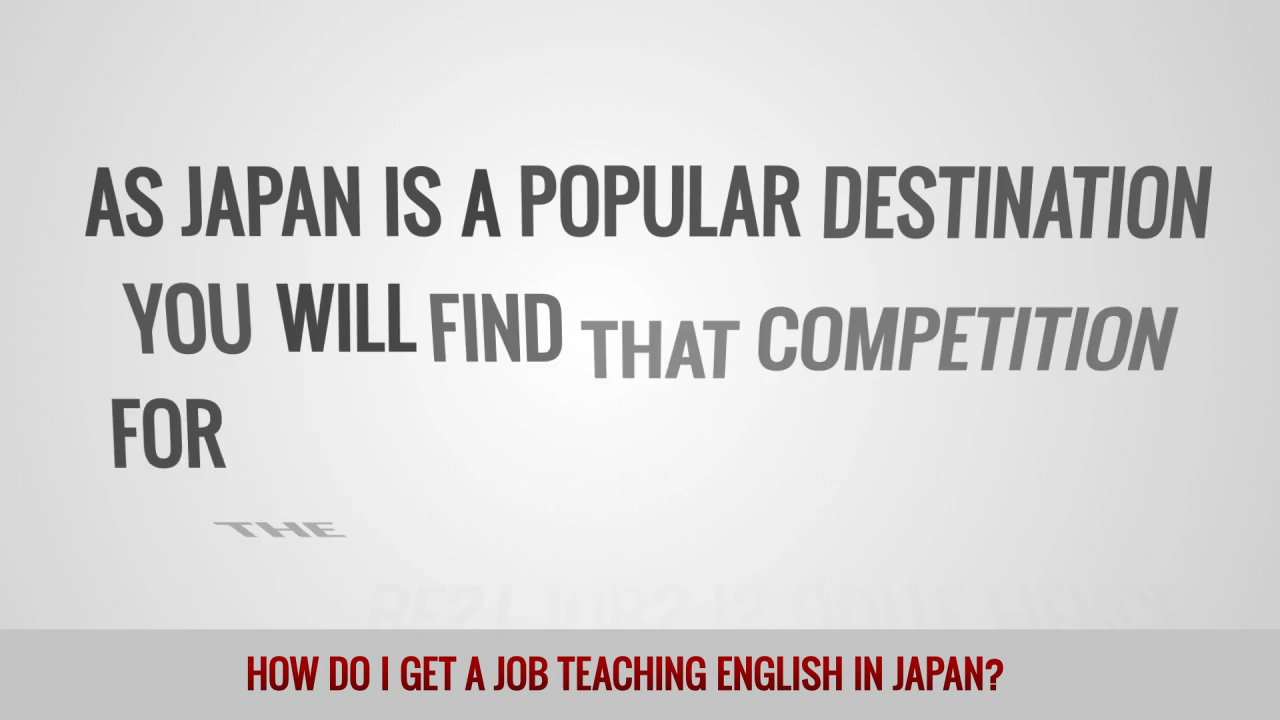 AS JAPAN IS A POPULAR DESTINATION
YOU WILL FIND THAT COMPETITION
FOR
THE
HOW DO I GET A JOB TEACHING ENGLISH IN JAPAN?